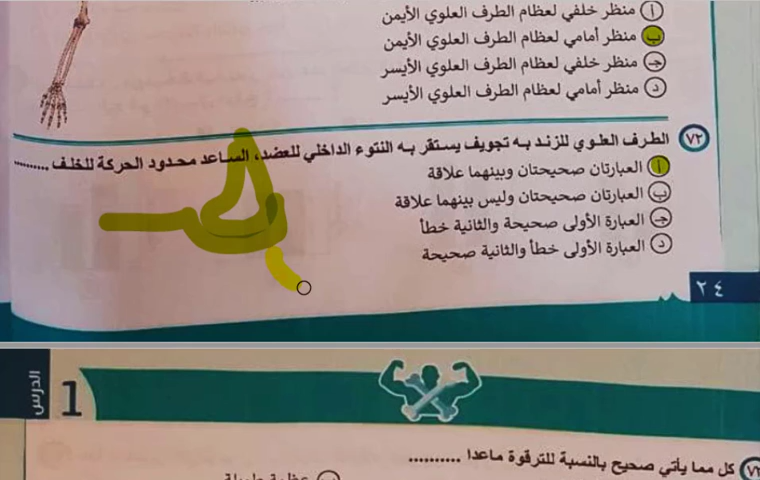 أ منظر خلفي لعظام الطرف العلوي الأيمن
ب منظر أمامي لعظام الطرف العلوي الأيمن
جـ منظر خلفي لعظام الطرف العلوي الأيسر
د منظر أمامي لعظام الطرف العلوي الأيسر
٧٢ الطرف العلوي للزند به تجويف يستقر به النتوء الداخلي للعضد، الساعد محدود الحركة للخلف .........
أ العبارتان صحيحتان وبينهما علاقة
ب العبارتان صحيحتان وليس بينهما علاقة
جـ العبارة الأولى صحيحة والثانية خطأ
د العبارة الأولى خطأ والثانية صحيحة
٢٤
الدرس 1
كل مما يأتي صحيح بالنسبة للترقوة ماعدا ..........